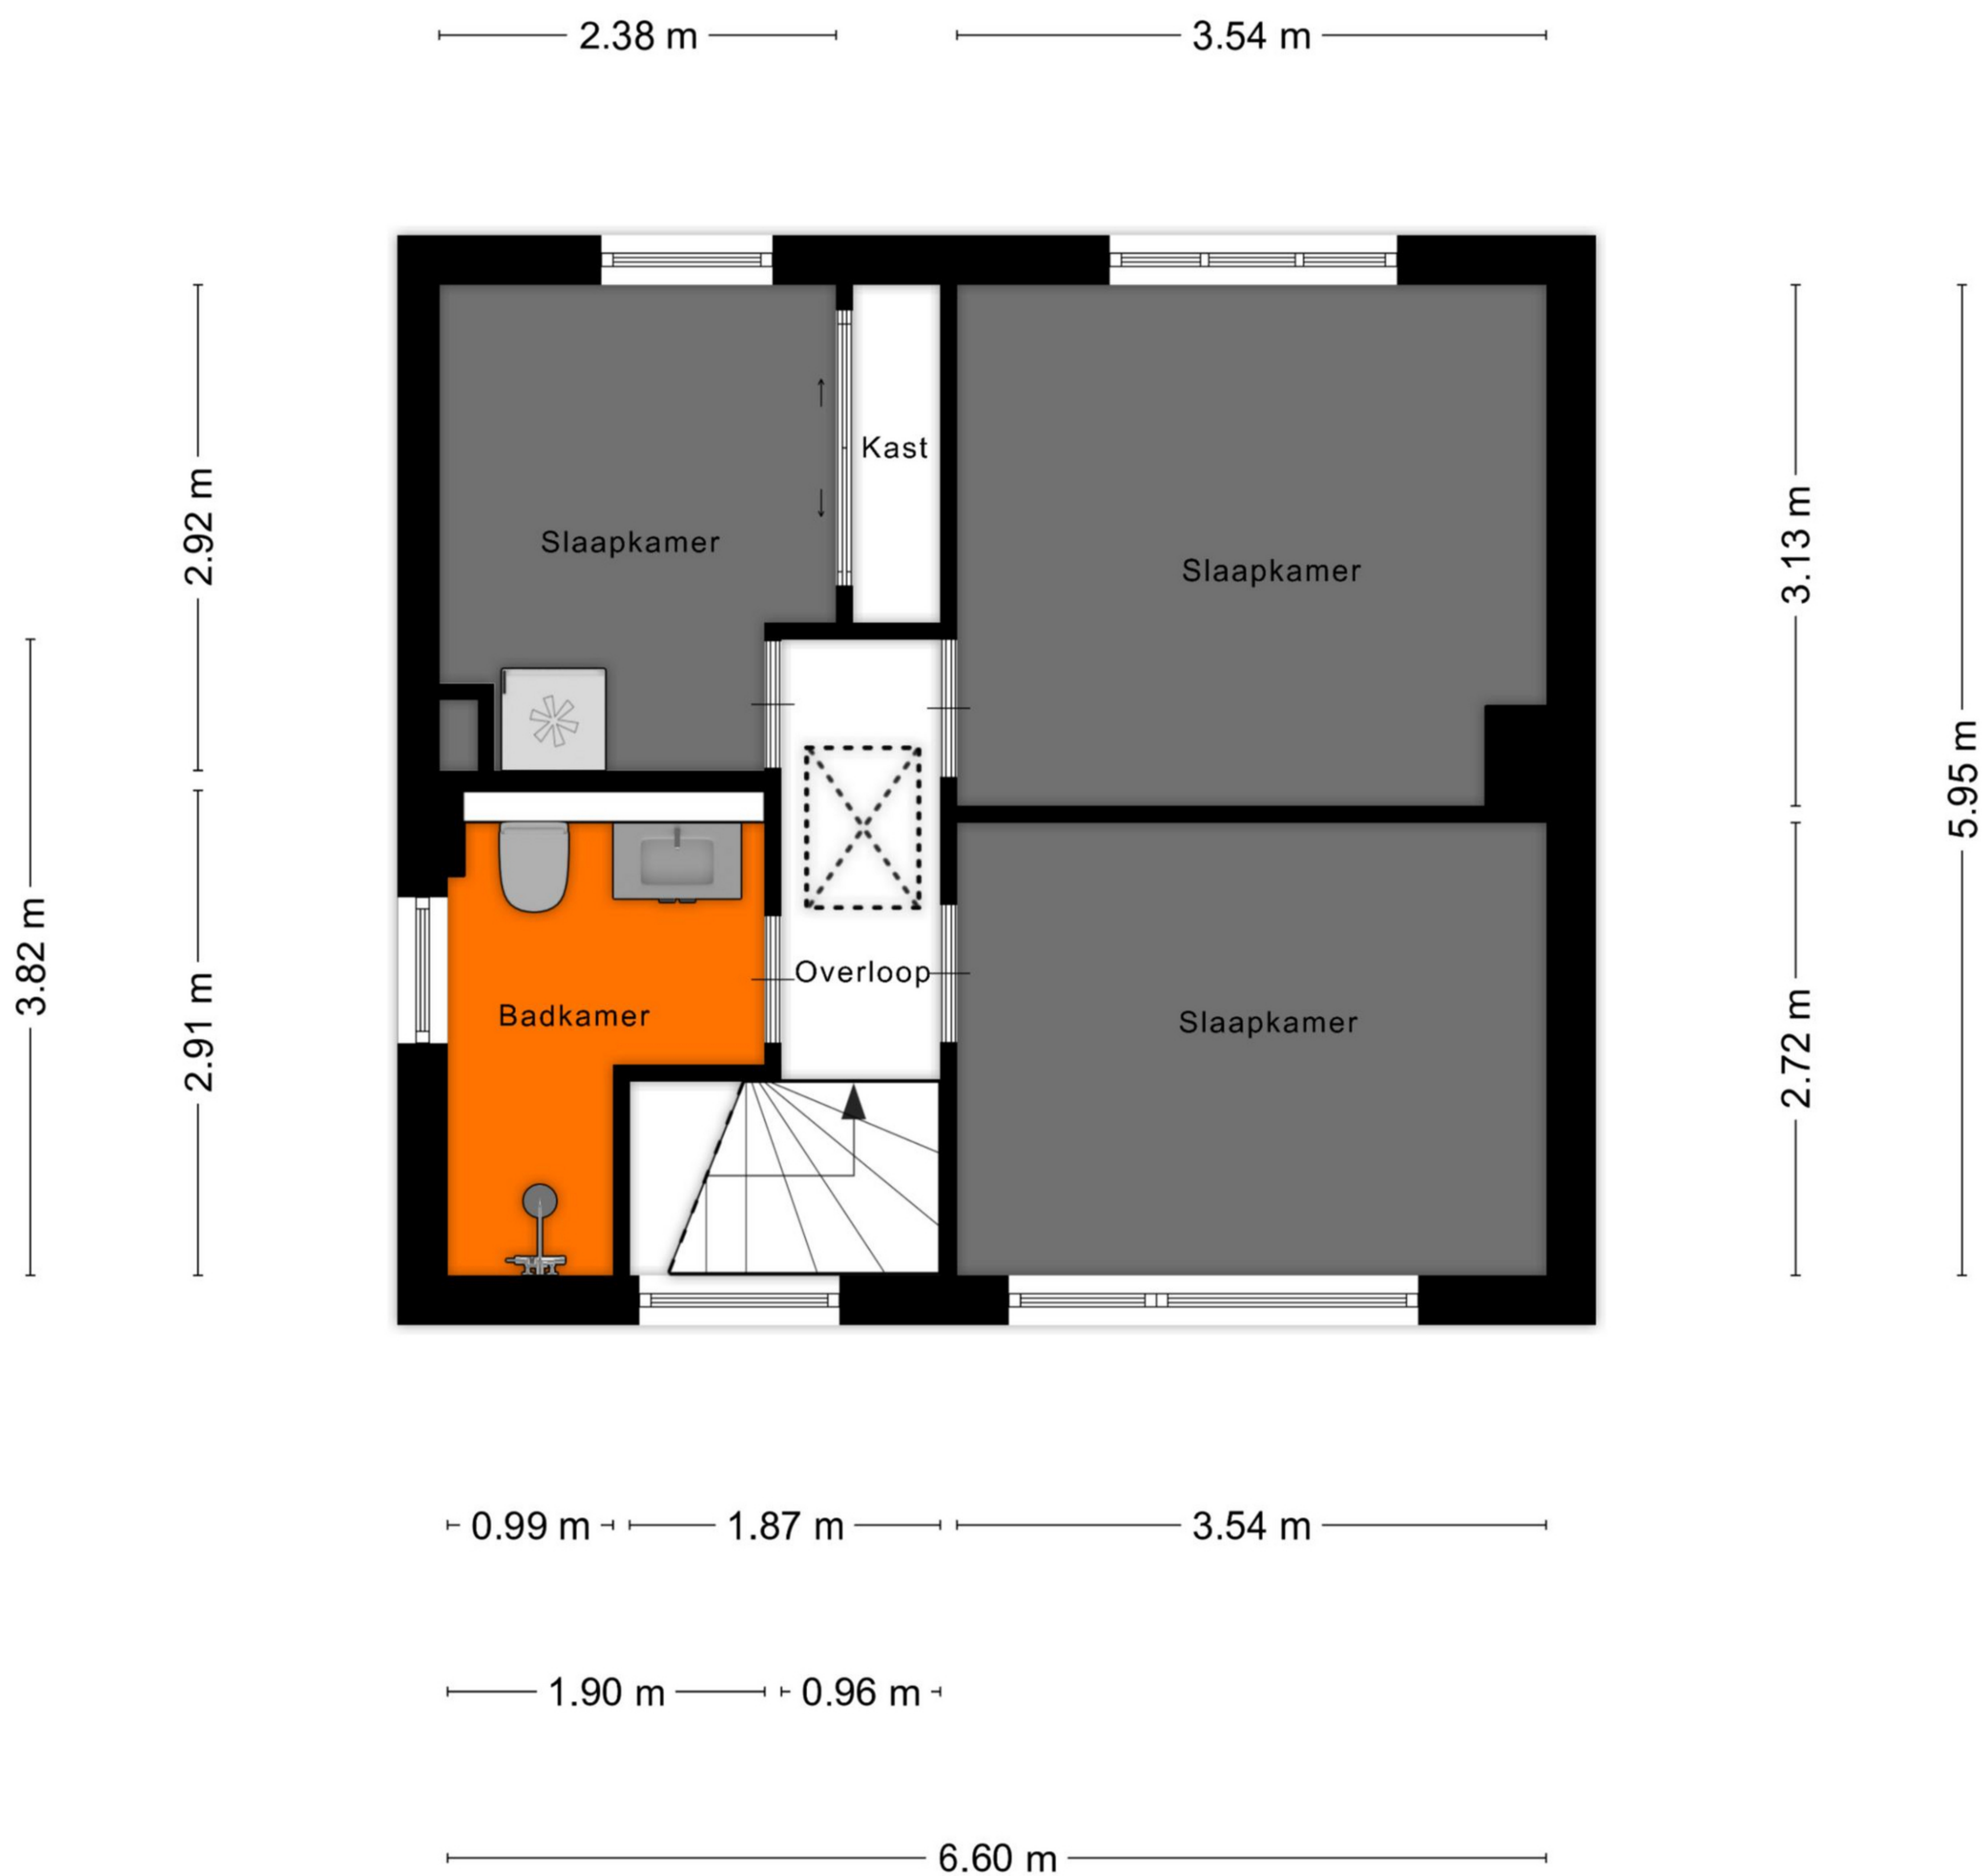 2.38 m
3.54 m
Kast
Slaapkamer
Slaapkamer
2.92 m
3.13 m
5.95 m
3.82 m
2.91 m
Overloop
Badkamer
Slaapkamer
2.72 m
0.99 m
1.87 m
3.54 m
1.90 m
0.96 m
6.60 m